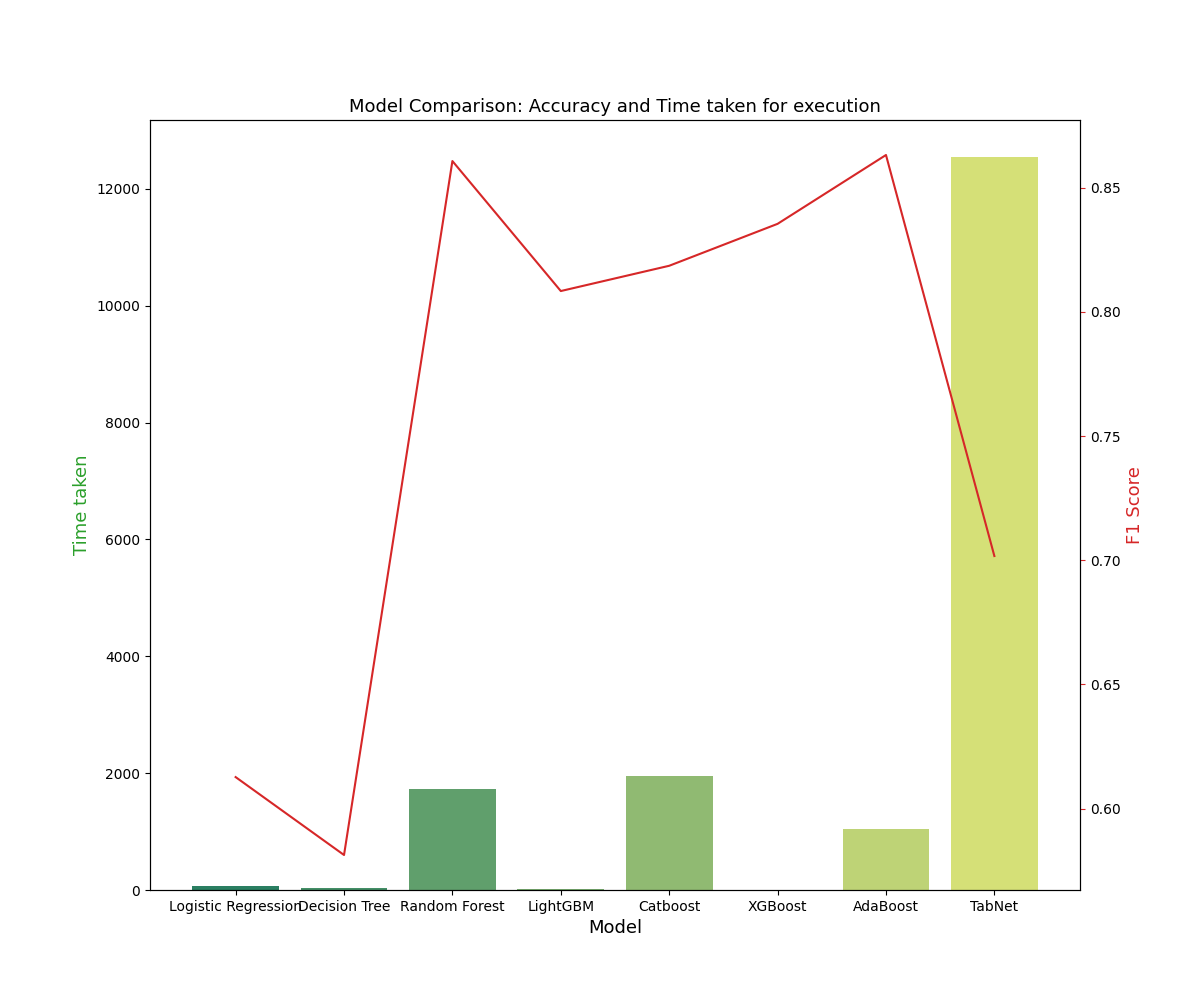 Model Comparison: Accuracy and Time taken for execution
12000
10000
8000
6000
4000
2000
0
Time taken
0.85
0.80
0.75
0.70
0.65
0.60
F1 Score
Logistic Regression Decision Tree Random Forest LightGBM Catboost XGBoost AdaBoost TabNet
Model